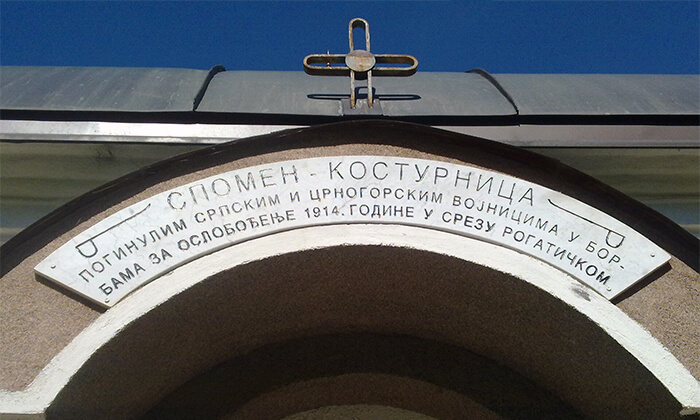 СПОМЕН - КОСТУРНИЦА
ПОГИНУЛИМ СРПСКИМ И ЦРНОГОРСКИМ ВОЈНИЦИМА У БОР-
БАМА ЗА ОСЛОБОЂЕЊЕ 1914. ГОДИНЕ У СРЕЗУ РОГАТИЧКОМ